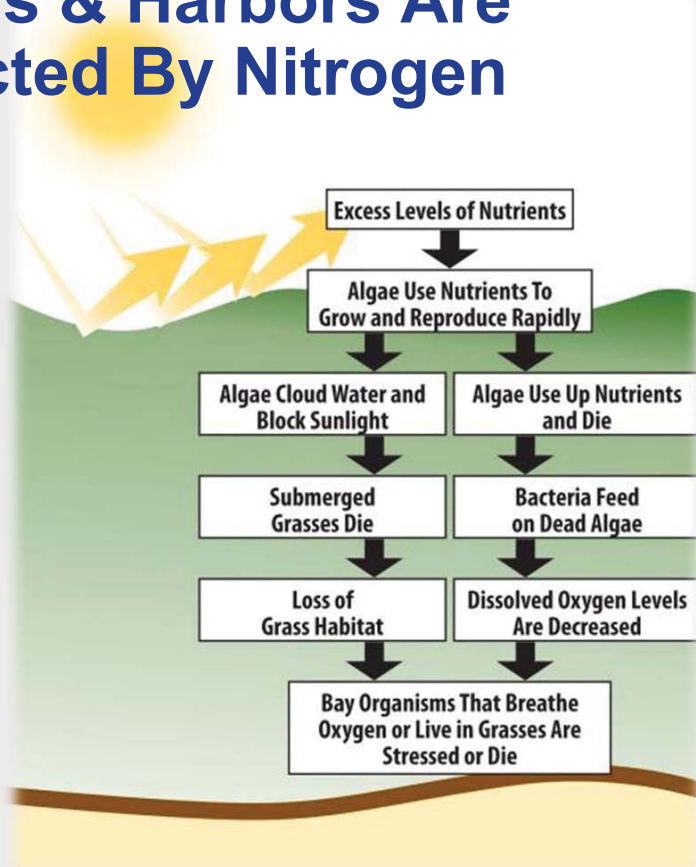 s & Harbors Are
cted By Nitrogen
Excess Levels of Nutrients
Algae Use Nutrients To
Grow and Reproduce Rapidly
Algae Cloud Water and
Block Sunlight
Algae Use Up Nutrients
and Die
Submerged
Grasses Die
Bacteria Feed
on Dead Algae
Loss of
Grass Habitat
Dissolved Oxygen Levels
Are Decreased
Bay Organisms That Breathe
Oxygen or Live in Grasses Are
Stressed or Die